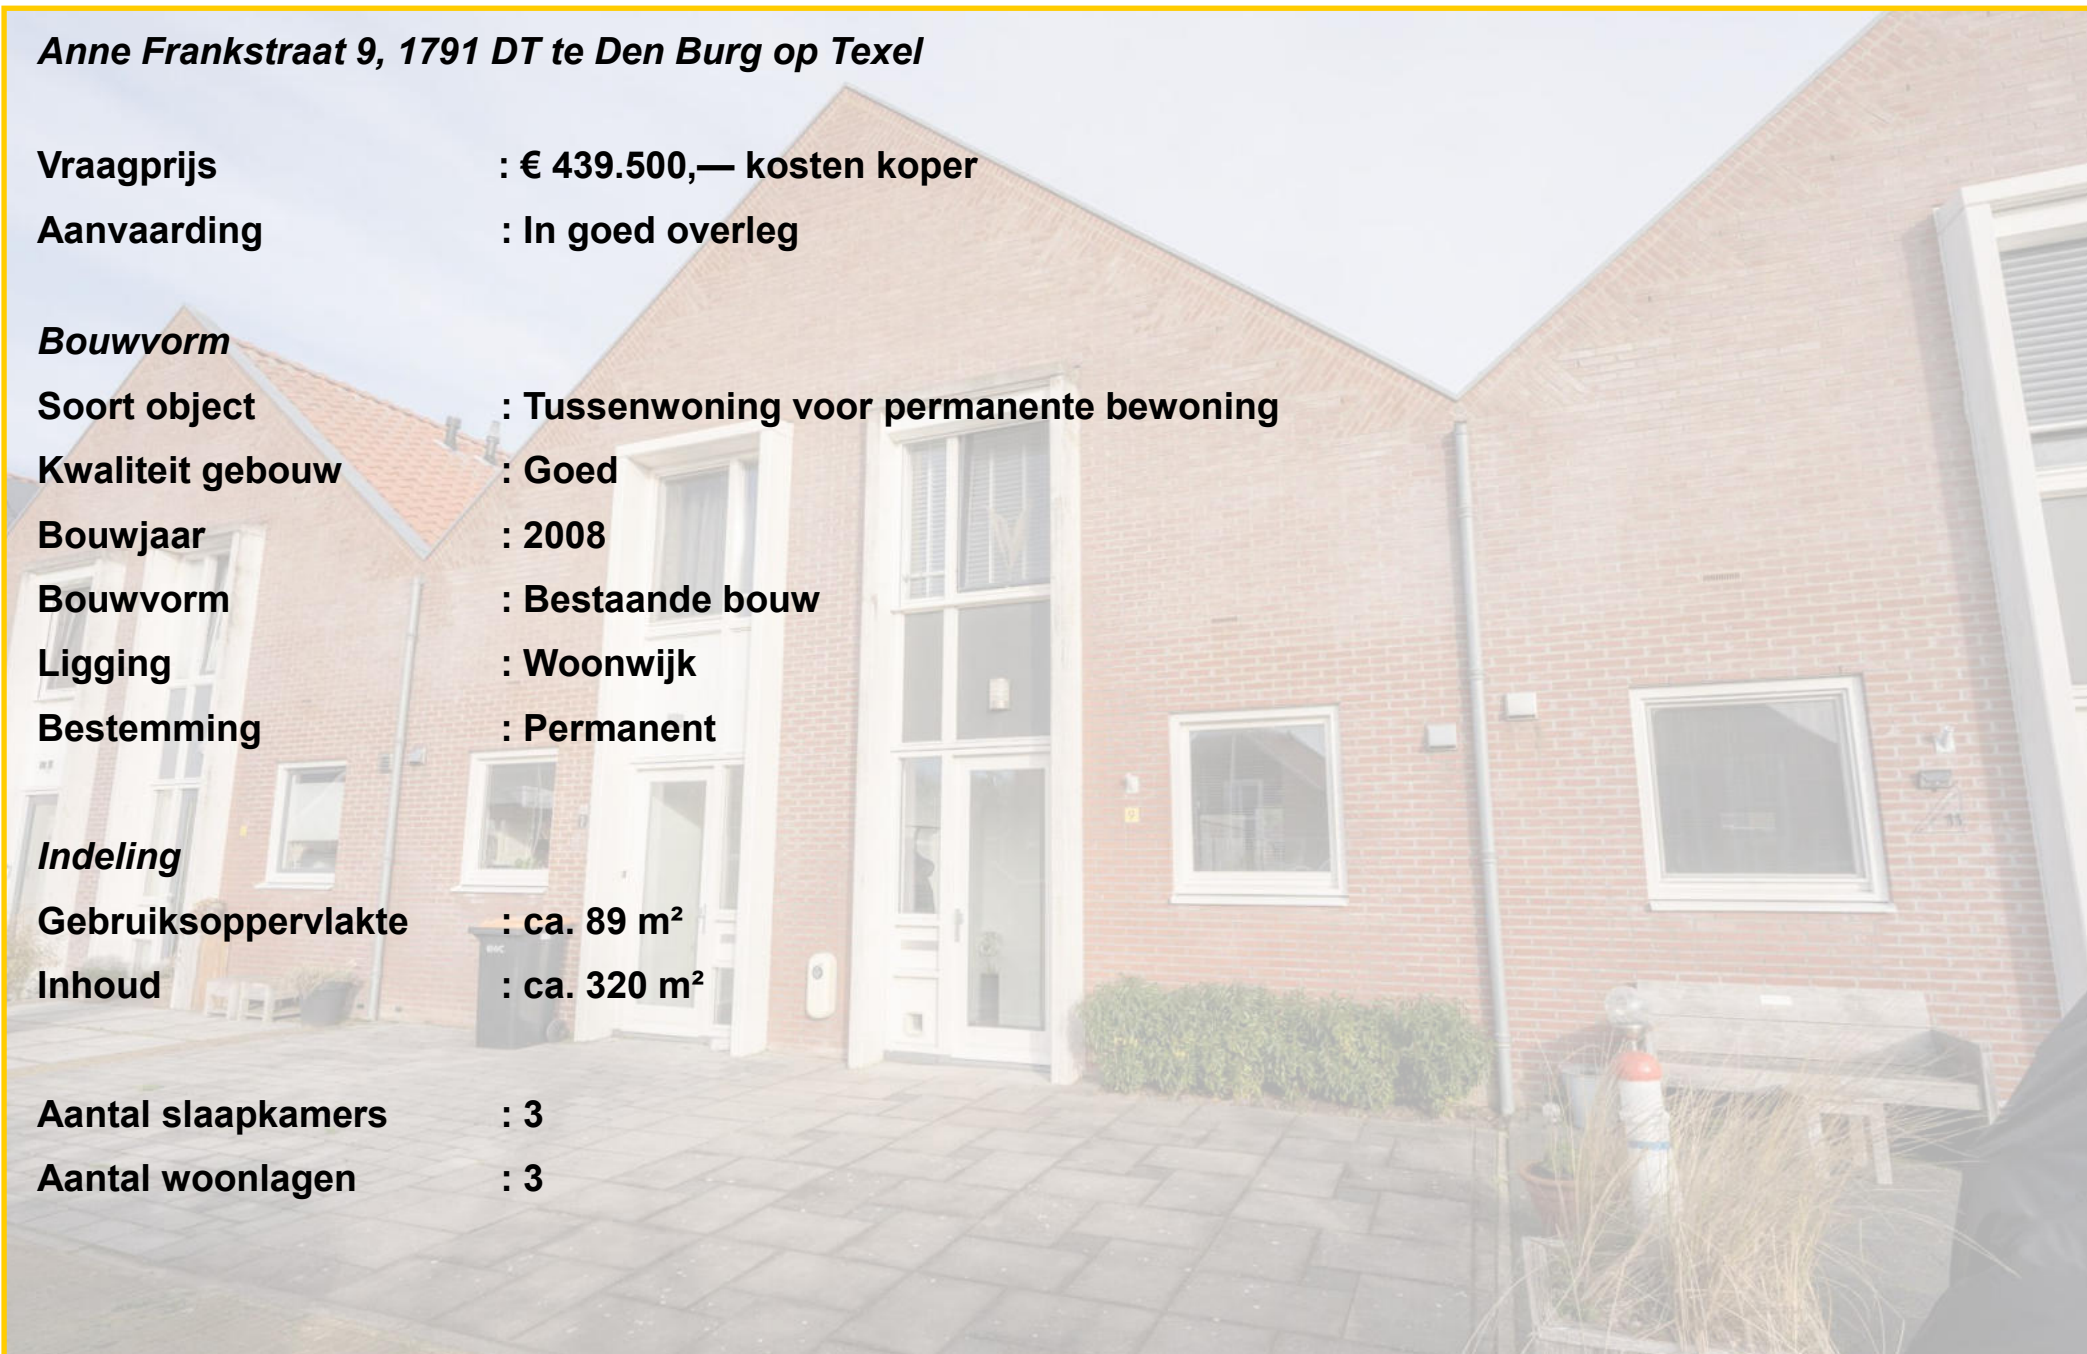 Anne Frankstraat 9, 1791 DT te Den Burg op Texel
Vraagprijs : € 439.500,— kosten koper
Aanvaarding : In goed overleg
Bouwvorm
Soort object : Tussenwoning voor permanente bewoning
Kwaliteit gebouw : Goed
Bouwjaar : 2008
Bouwvorm : Bestaande bouw
Ligging : Woonwijk
Bestemming : Permanent
9
11
Indeling
Gebruiksoppervlakte : ca. 89 m²
Inhoud : ca. 320 m²
Aantal slaapkamers : 3
Aantal woonlagen : 3